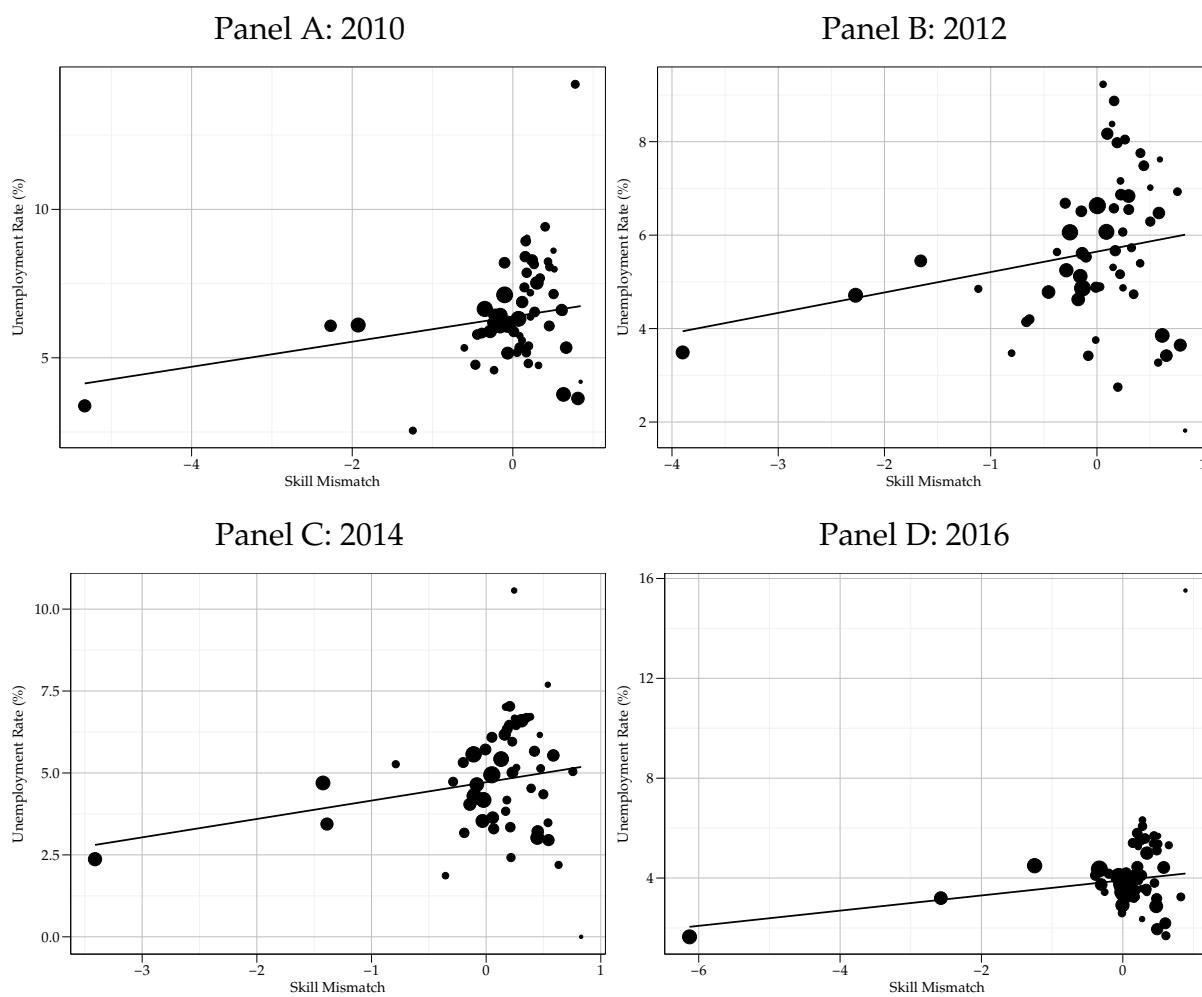 Panel A: 2010
Panel B: 2012
10
5
Unemployment Rate (%)
−4
−2
0
Skill Mismatch
8
6
4
2
Unemployment Rate (%)
−4
−3
−2
−1
0
1
Skill Mismatch
Panel C: 2014
Panel D: 2016
10.0
7.5
5.0
2.5
0.0
Unemployment Rate (%)
−3
−2
−1
0
1
Skill Mismatch
16
12
8
4
Unemployment Rate (%)
−6
−4
−2
0
Skill Mismatch